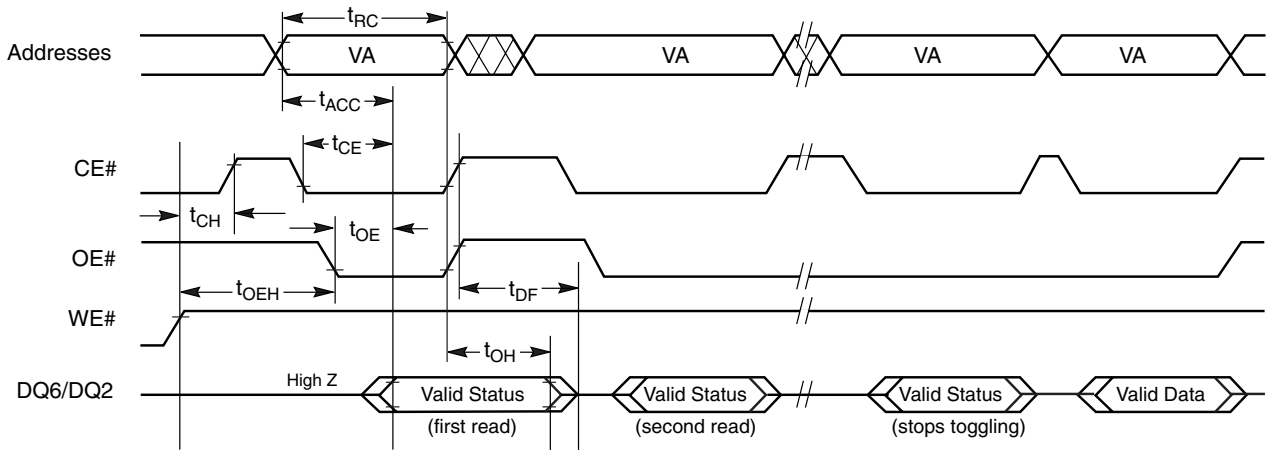 tRC
Addresses VA VA VA VA
tACC
tCE
CE#
tCH tOE
OE#
tOEH tDF
WE#
tOH
DQ6/DQ2 High Z Valid Status Valid Status Valid Status Valid Data
(first read) (second read) (stops toggling)